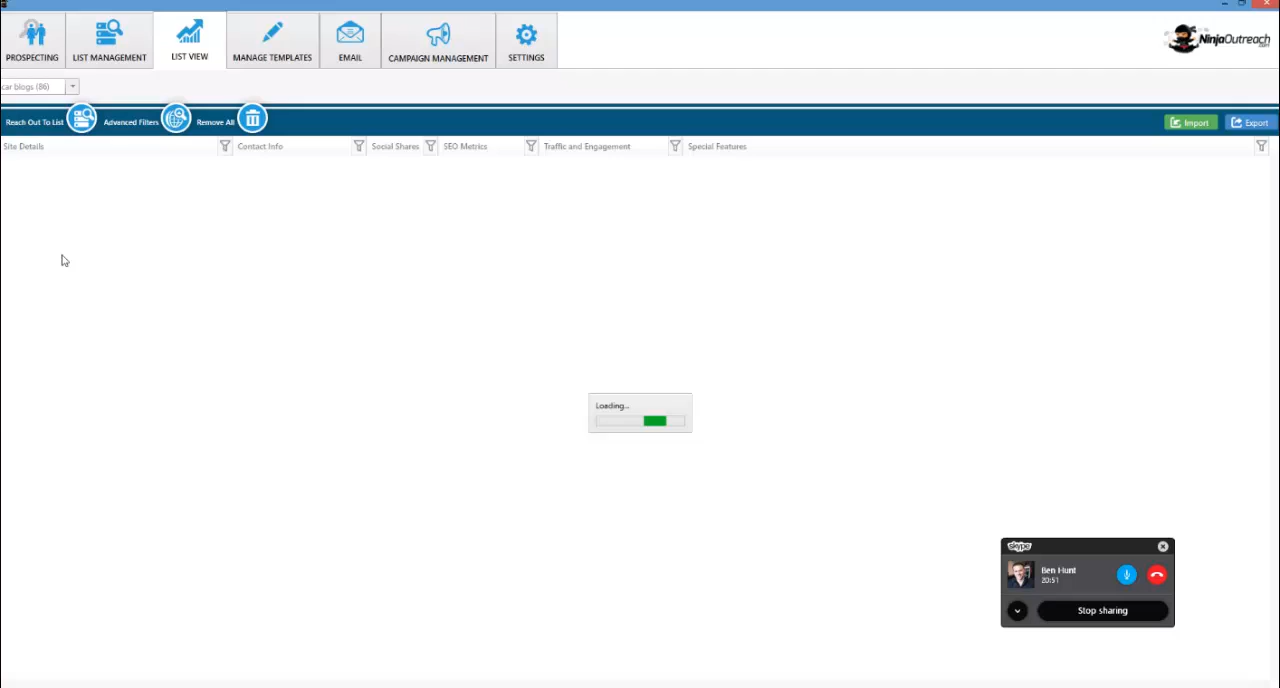 PROSPECTING
LIST MANAGEMENT
LIST VIEW
MANAGE TEMPLATES
EMAIL
CAMPAIGN MANAGEMENT
SETTINGS
NinjaOutreach
car blogs (86)
Reach Out To List
Advanced Filters
Remove All
Import
Export
Site Details
Contact Info
Social Shares
SEO Metrics
Traffic and Engagement
Special Features
Loading...
skype
Ben Hunt
20:51
Stop sharing